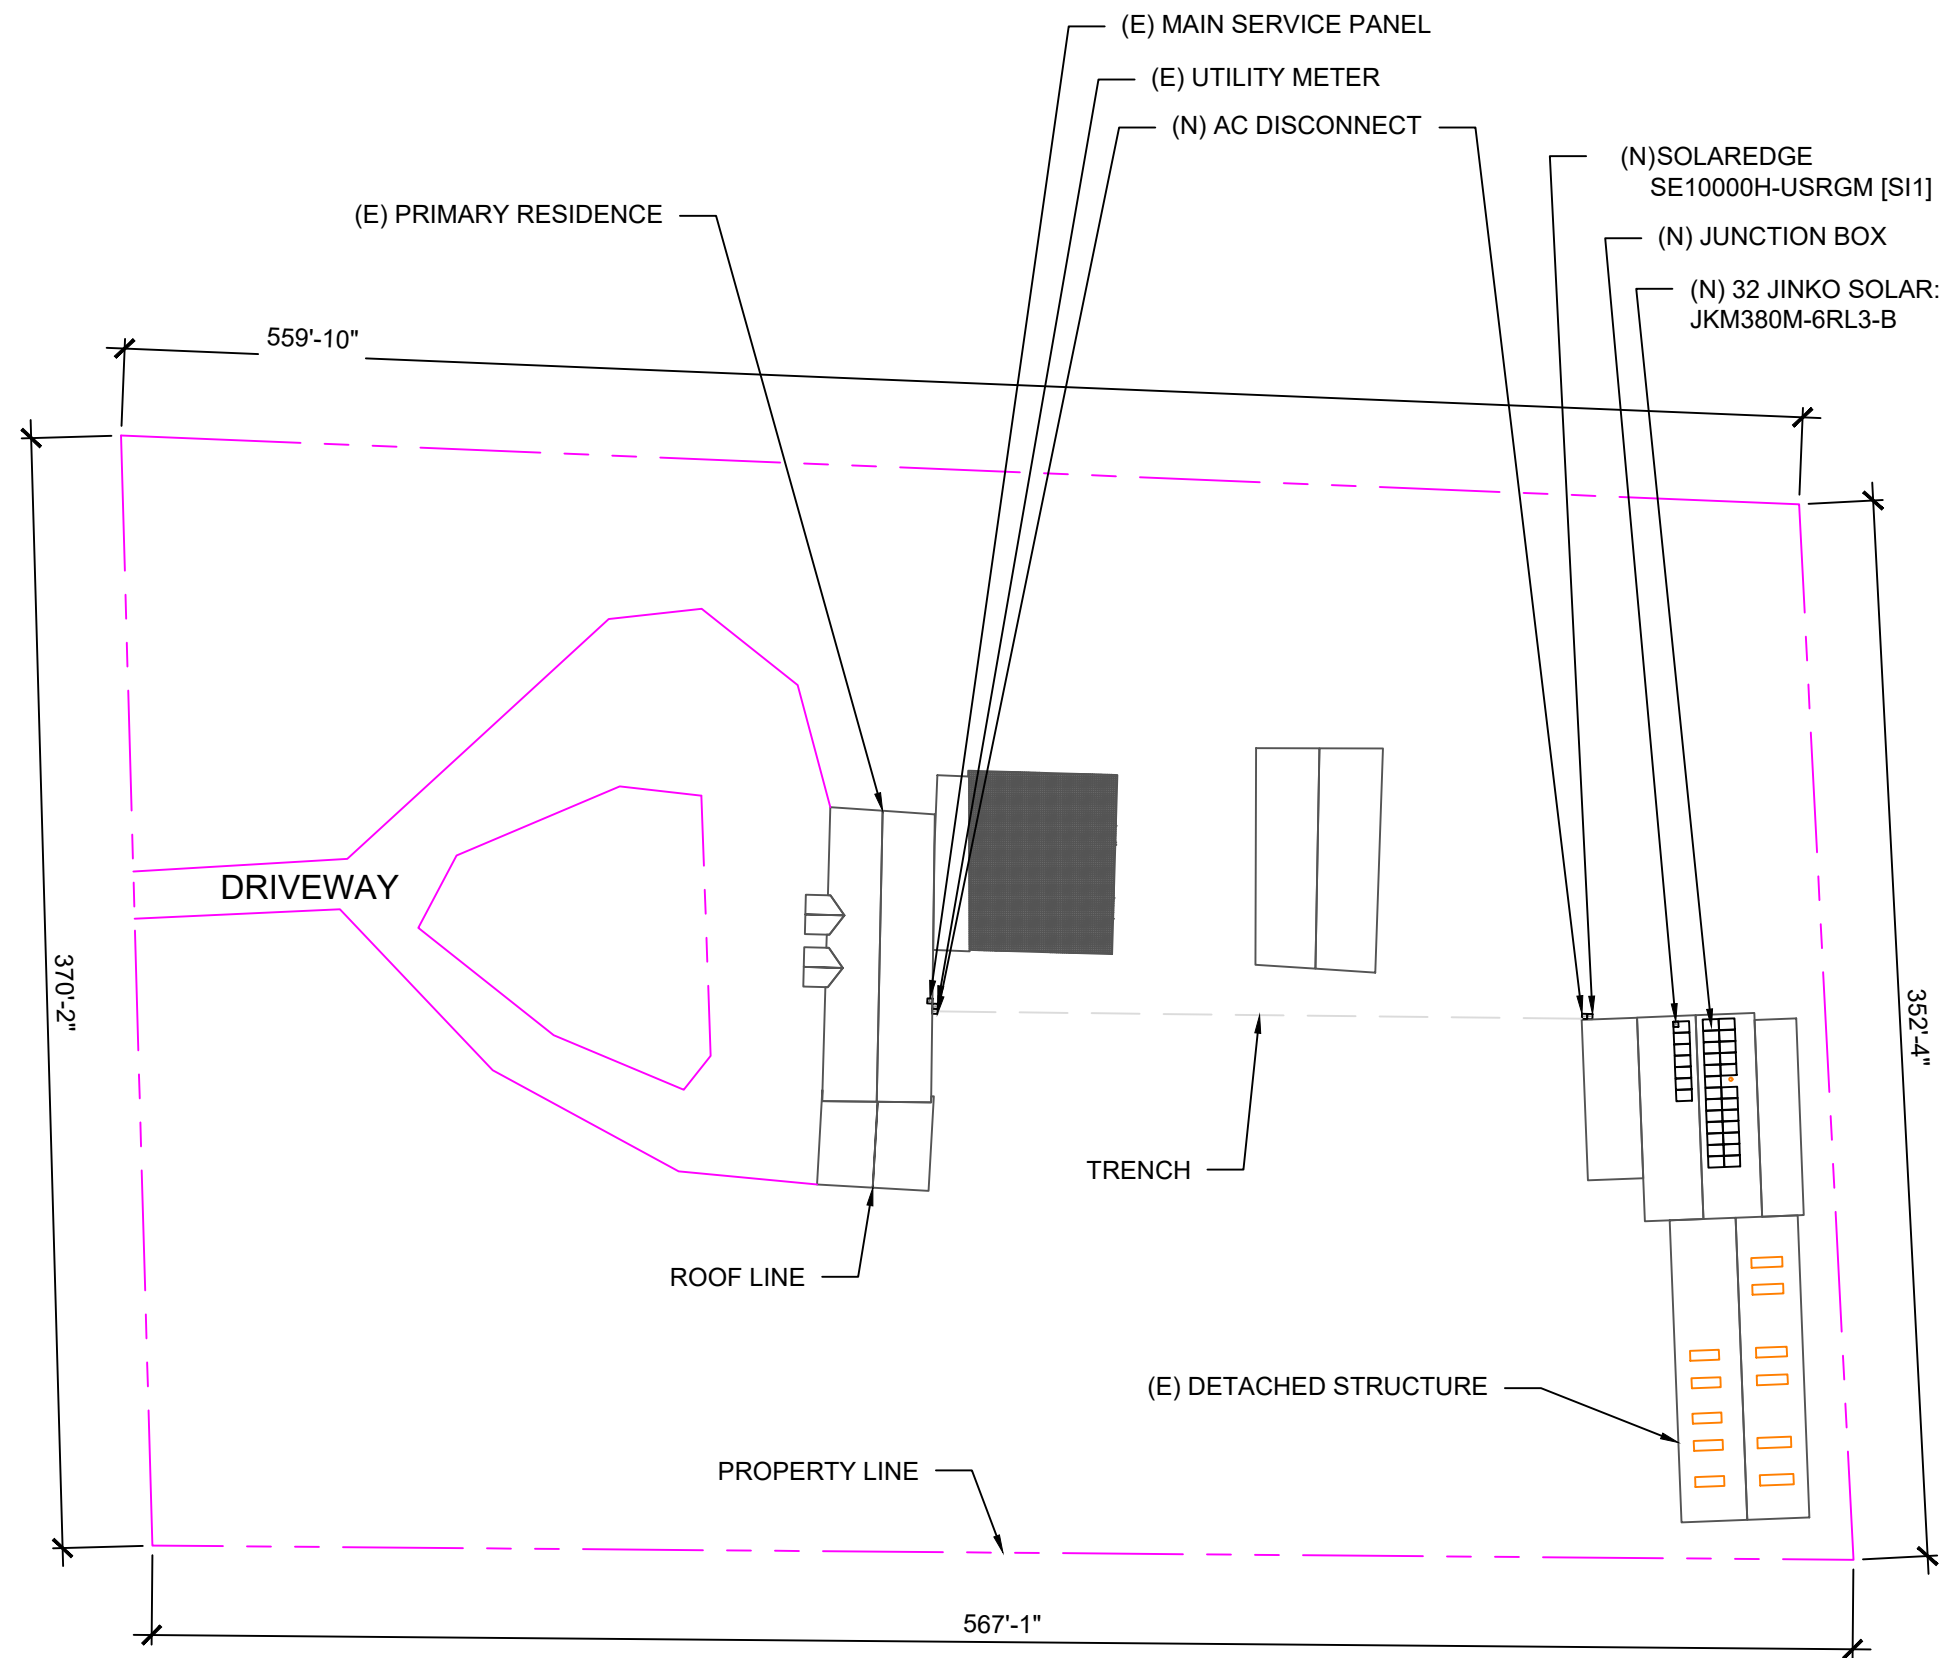 (E) MAIN SERVICE PANEL
(E) UTILITY METER
(N) AC DISCONNECT
(N)SOLAREDGE
SE10000H-USRGM [SI1]
(E) PRIMARY RESIDENCE
(N) JUNCTION BOX
(N) 32 JINKO SOLAR:
JKM380M-6RL3-B
559'-10"
DRIVEWAY
370'-2"
352'-4"
TRENCH
ROOF LINE
(E) DETACHED STRUCTURE
PROPERTY LINE
567'-1"